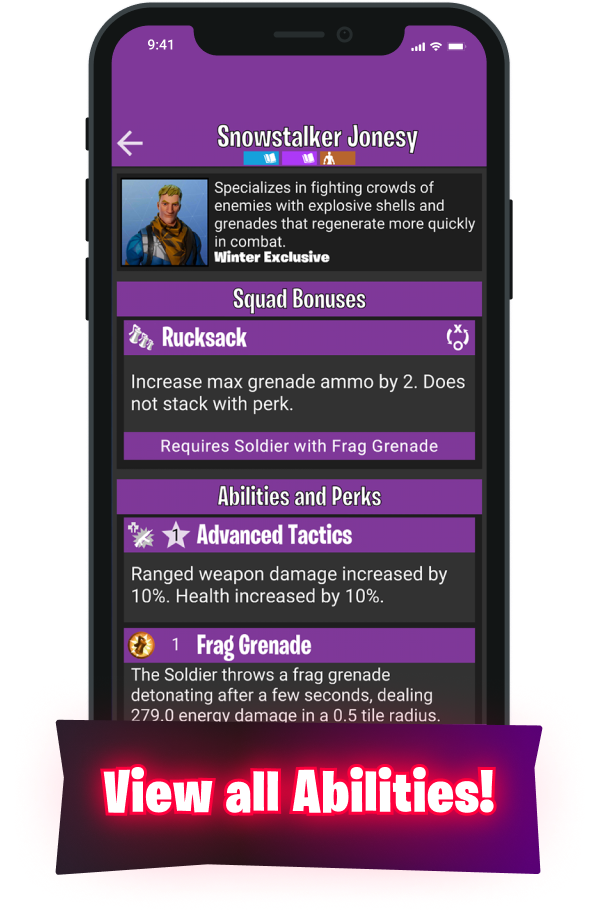 9:41
Snowstalker Jonesy
Specializes in fighting crowds of
enemies with explosive shells and
grenades that regenerate more quickly
in combat.
Winter Exclusive
Squad Bonuses
Rucksack
Increase max grenade ammo by 2. Does
not stack with perk.
Requires Soldier with Frag Grenade
Abilities and Perks
1 Advanced Tactics
Ranged weapon damage increased by
10%. Health increased by 10%.
1 Frag Grenade
The Soldier throws a frag grenade
detonating after a few seconds, dealing
279.0 energy damage in a 0.5 tile radius.
View all Abilities!